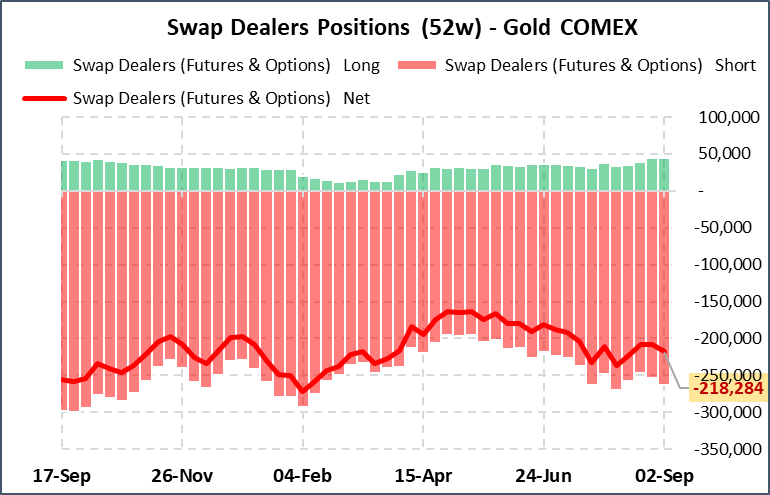 Swap Dealers Positions (52w) - Gold COMEX
Swap Dealers (Futures & Options) Long
Swap Dealers (Futures & Options) Short
Swap Dealers (Futures & Options) Net
100,000
50,000
-
-50,000
-100,000
-150,000
-200,000
-250,000
-218,284
-300,000
-350,000
17-Sep 26-Nov 04-Feb 15-Apr 24-Jun 02-Sep